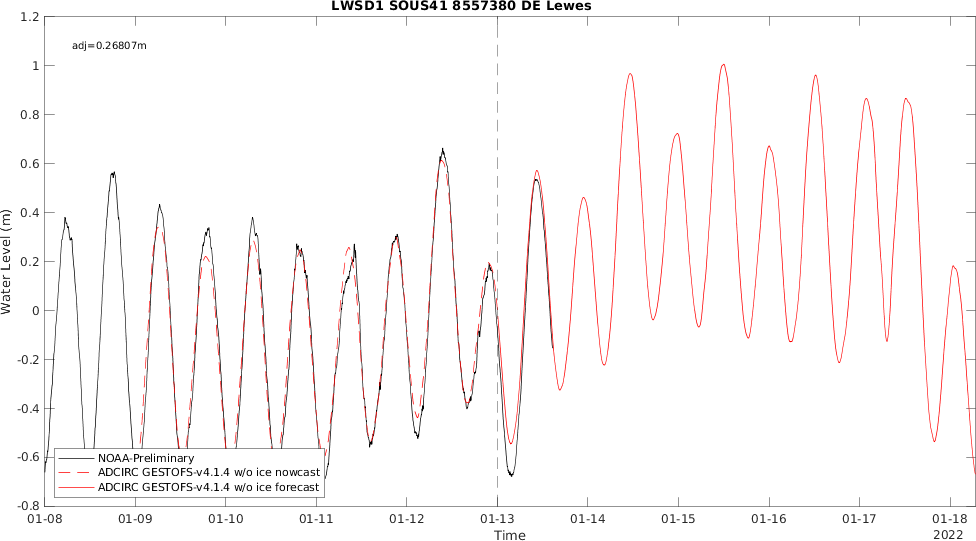 LWSD1 SOUS41 8557380 DE Lewes
1.2
adj=0.26807m
1
0.8
0.6
0.4
0.2
0
-0.2
-0.4
-0.6
-0.8
Water Level (m)
NOAA-Preliminary
ADCIRC GESTOFS-v4.1.4 w/o ice nowcast
ADCIRC GESTOFS-v4.1.4 w/o ice forecast
01-08 01-09 01-10 01-11 01-12 01-13 01-14 01-15 01-16 01-17 01-18
Time
2022